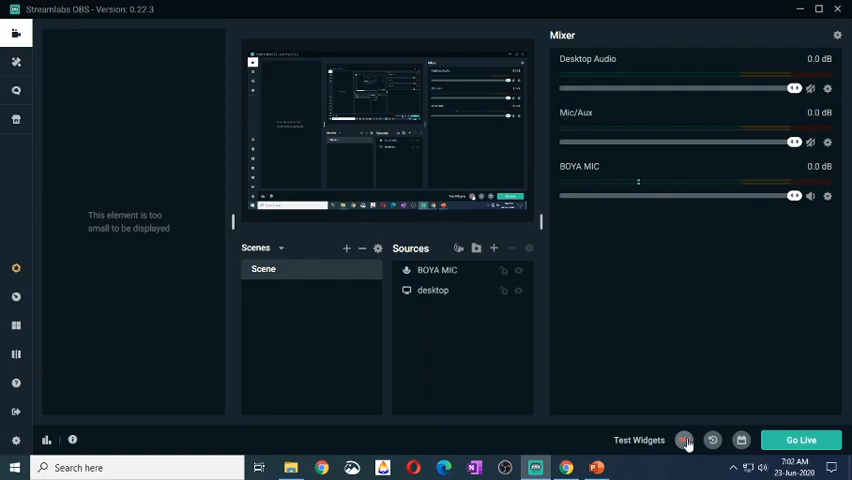 Streamlabs OBS - Version: 0.22.3
This element is too
small to be displayed
Scenes
Scene
Sources
BOYA MIC
desktop
Mixer
Desktop Audio 0.0 dB
Mic/Aux 0.0 dB
BOYA MIC 0.0 dB
Test Widgets
Go Live
Search here
7:02 AM
23-Jun-2020